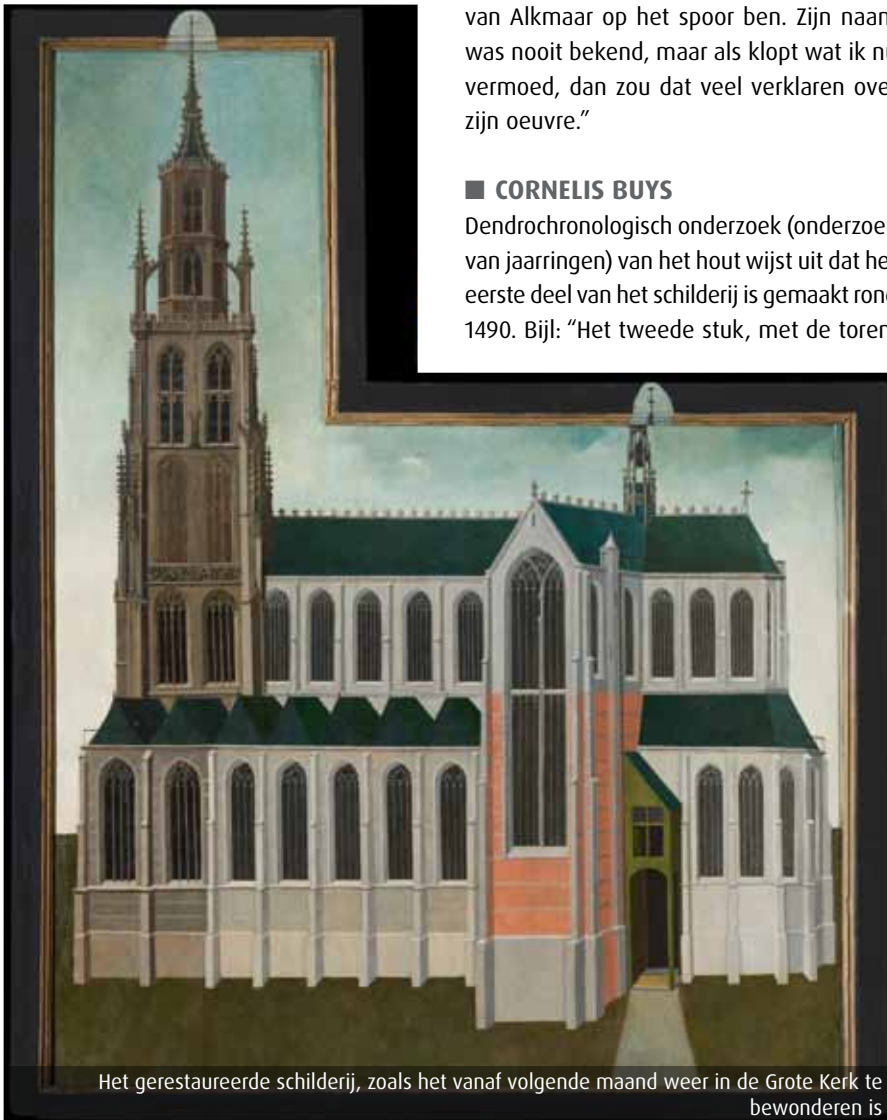 van Alkmaar op het spoor ben. Zijn naam
was nooit bekend, maar als klopt wat ik nu
vermoed, dan zou dat veel verklaren over
zijn oeuvre.”
■ CORNELIS BUYS
Dendrochronologisch onderzoek (onderzoe
van jaarringen) van het hout wijst uit dat he
eerste deel van het schilderij is gemaakt rond
1490. Bijl: “Het tweede stuk, met de toren
Het gerestaureerde schilderij, zoals het vanaf volgende maand weer in de Grote Kerk te
bewonderen is